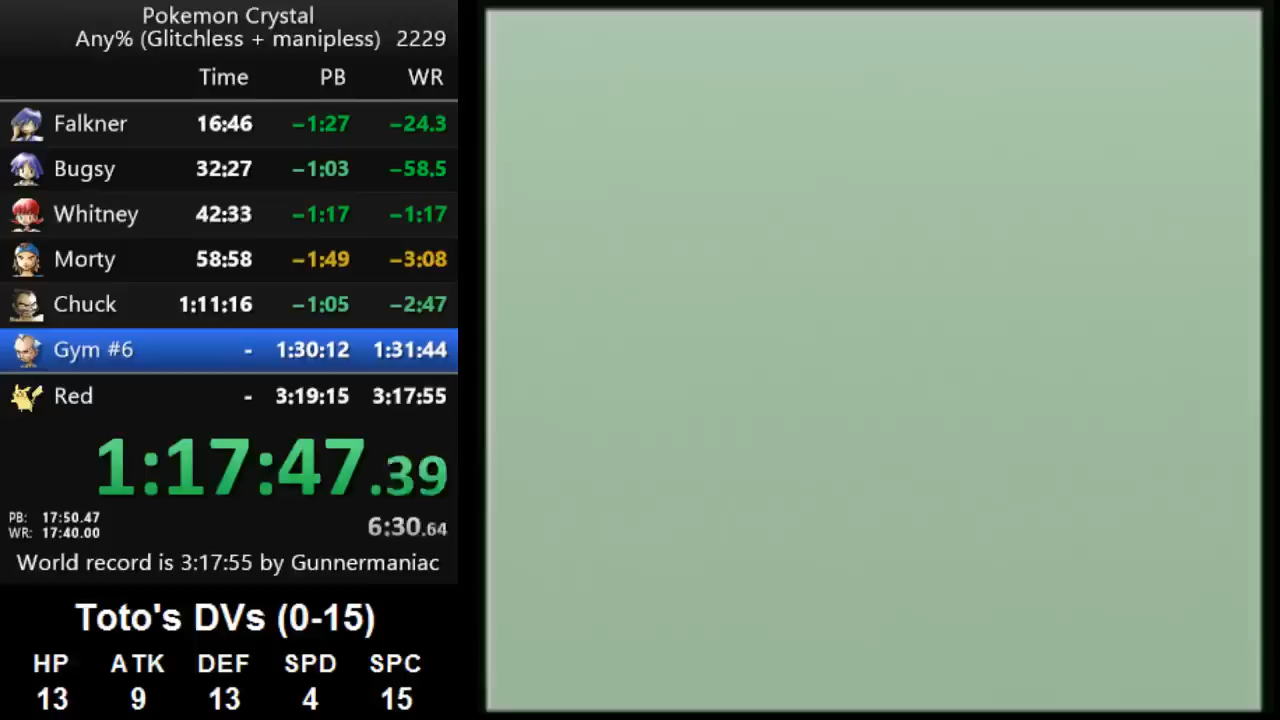 Pokemon Crystal
Any% (Glitchless + manipless) 2229
Time PB WR
Falkner 16:46 −1:27 −24.3
Bugsy 32:27 −1:03 −58.5
Whitney 42:33 −1:17 −1:17
Morty 58:58 −1:49 −3:08
Chuck 1:11:16 −1:05 −2:47
Gym #6 - 1:30:12 1:31:44
Red - 3:19:15 3:17:55
1:17:47.39
PB: 17:50.47
WR: 17:40.00
6:30.64
World record is 3:17:55 by Gunnermaniac
Toto's DVs (0-15)
HP ATK DEF SPD SPC
13 9 13 4 15